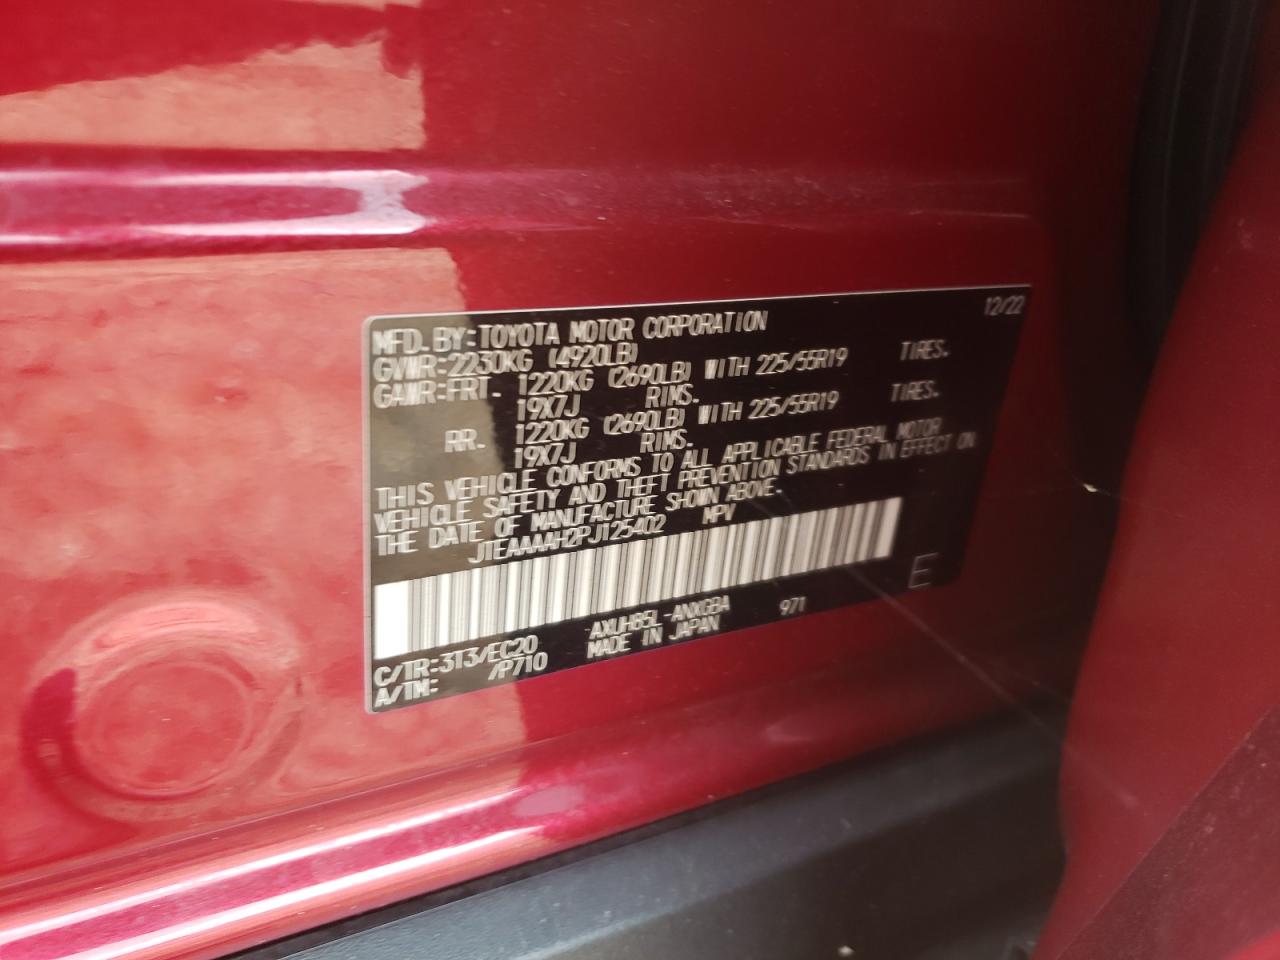 12/22
MFD. BY: TOYOTA MOTOR CORPORATION
GVWR: 2230KG (4920LB)
GAWR: FRT. 1220KG (2690LB) WITH 225/55R19 TIRES.
19X7J RIMS.
RR. 1220KG (2690LB) WITH 225/55R19 TIRES.
19X7J RIMS.
THIS VEHICLE CONFORMS TO ALL APPLICABLE FEDERAL MOTOR
VEHICLE SAFETY AND THEFT PREVENTION STANDARDS IN EFFECT ON
THE DATE OF MANUFACTURE SHOWN ABOVE.
JTEAAAAH2PJ125402 MPV
E
C/TR: 3T3/EC20 AXUH85L-ANXGBA 971
A/TM: /P710 MADE IN JAPAN